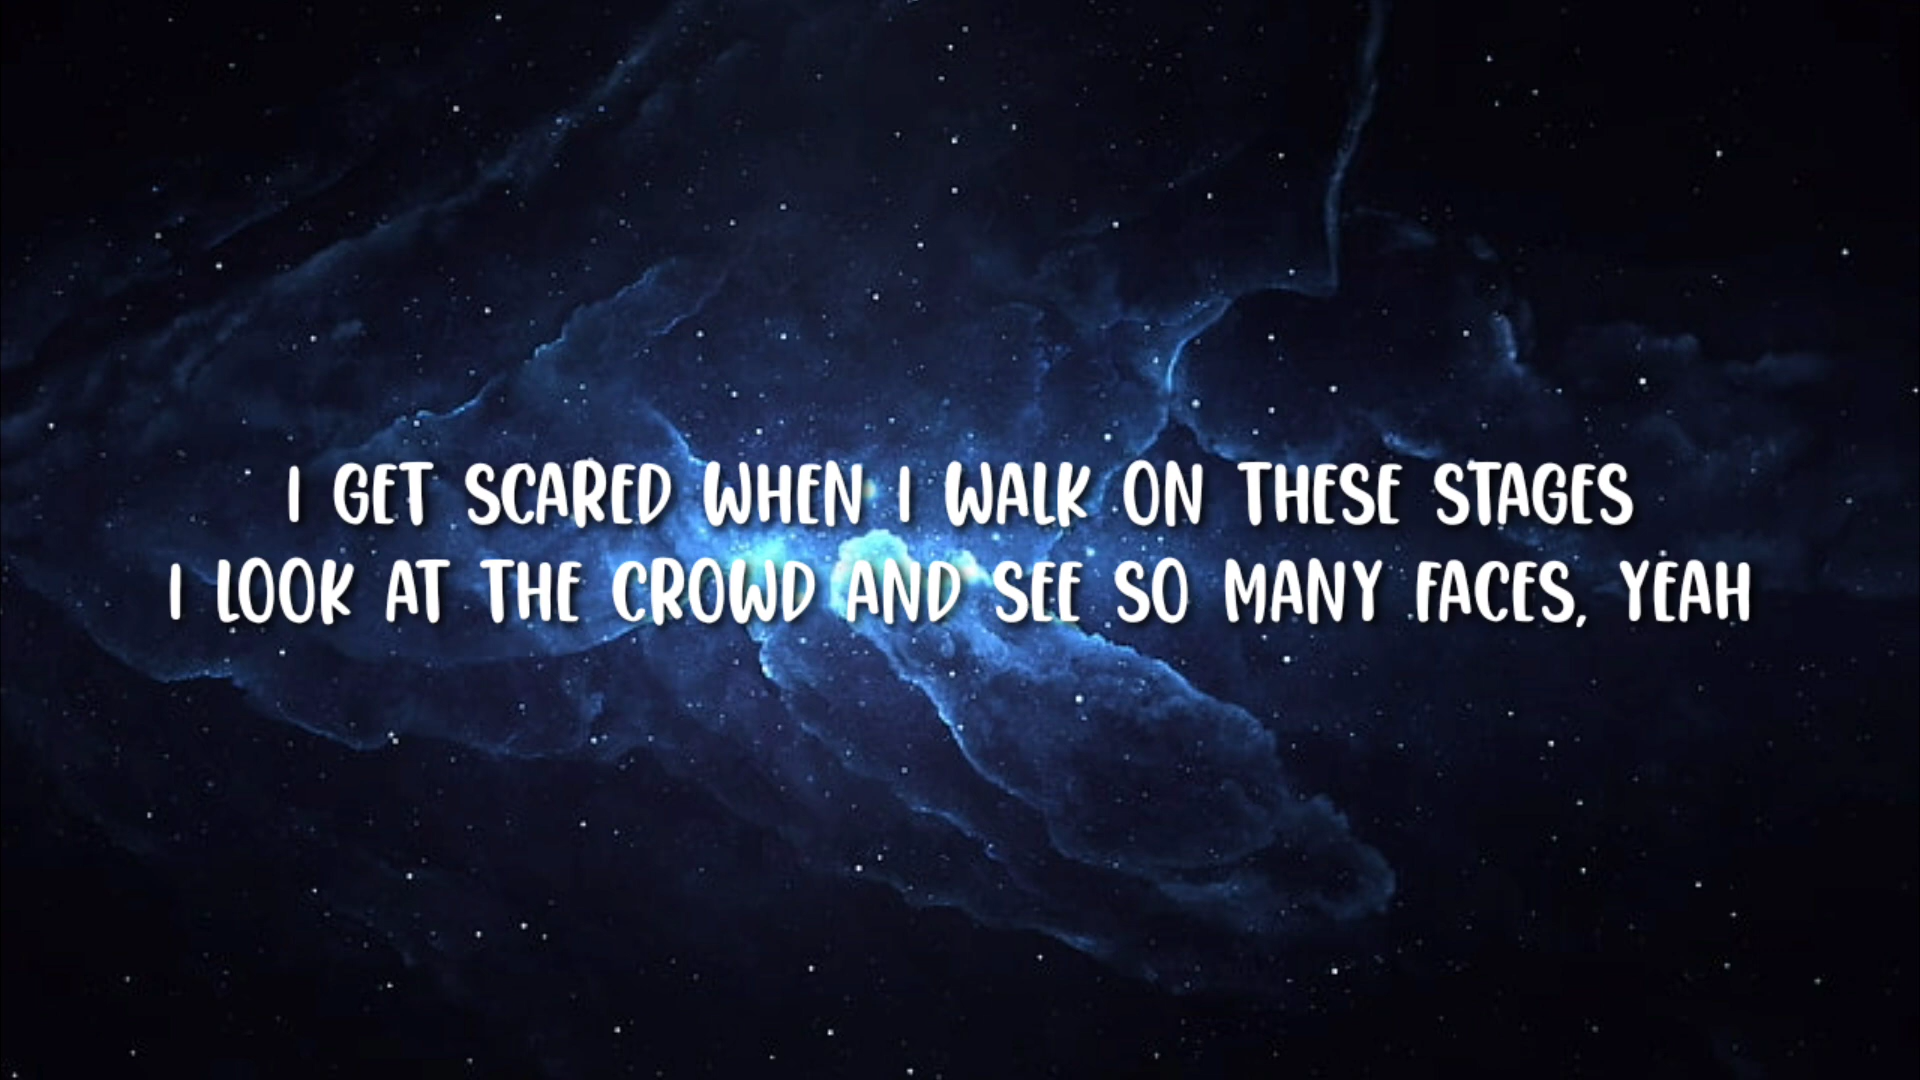 I GET SCARED WHEN I WALK ON THESE STAGES
I LOOK AT THE CROWD AND SEE SO MANY FACES, YEAH